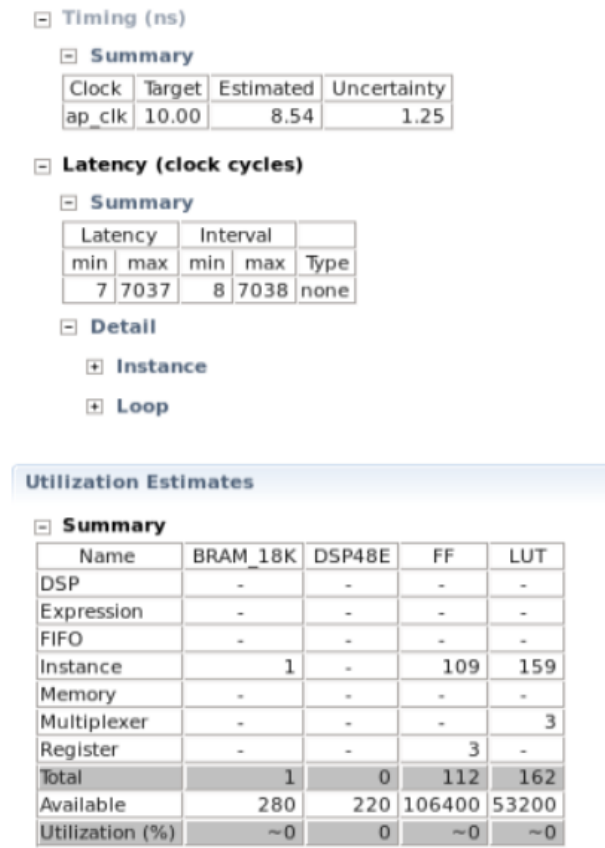 Timing (ns)
Summary
Clock Target Estimated Uncertainty
ap_clk 10.00 8.54 1.25
Latency (clock cycles)
Summary
Latency Interval
min max min max Type
7 7037 8 7038 none
Detail
Instance
Loop
Utilization Estimates
Summary
Name BRAM_18K DSP48E FF LUT
DSP - - - -
Expression - - - -
FIFO - - - -
Instance 1 - 109 159
Memory - - - -
Multiplexer - - - 3
Register - - 3 -
Total 1 0 112 162
Available 280 220 106400 53200
Utilization (%) ~0 0 ~0 ~0